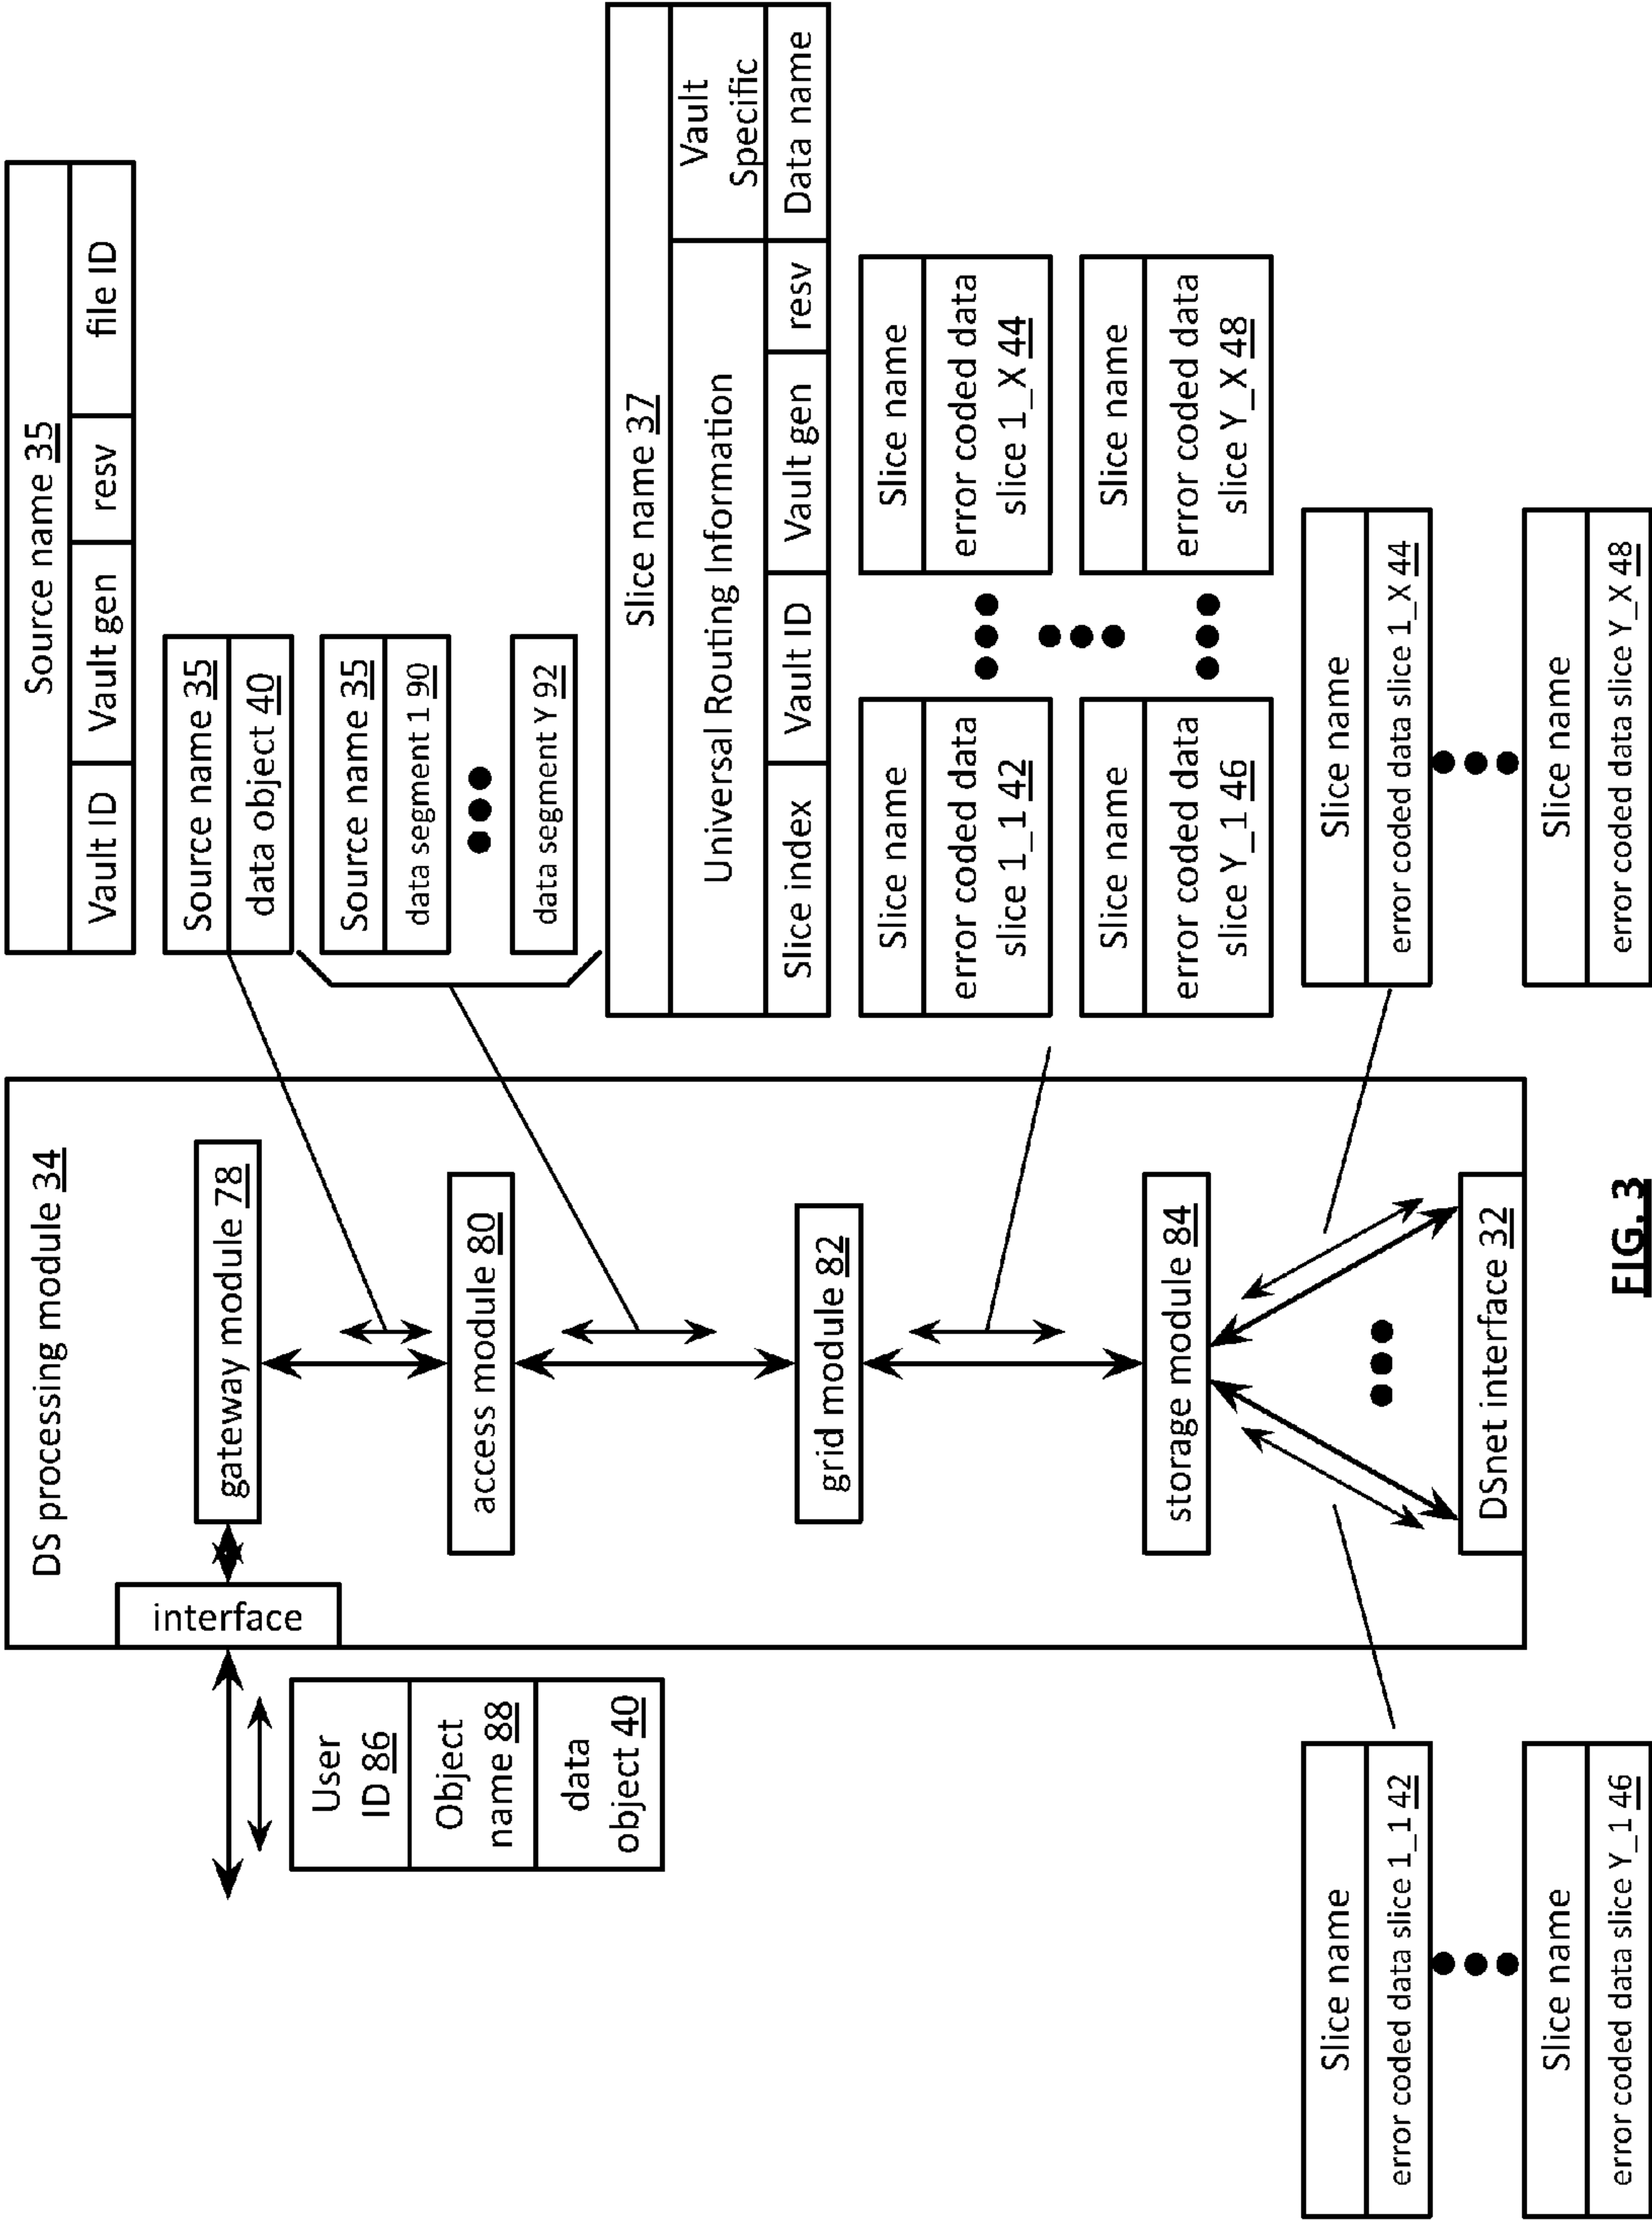 DS processing module 34
interface
gateway module 78
access module 80
grid module 82
storage module 84
DSnet interface 32
User
ID 86
Object
name 88
data
object 40
Source name 35
Vault ID
Vault gen
resv
file ID
Source name 35
data object 40
Source name 35
data segment 1 90
data segment Y 92
Slice name 37
Universal Routing Information
Vault
Specific
Slice index
Vault ID
Vault gen
resv
Data name
Slice name
error coded data
slice 1_1 42
Slice name
error coded data
slice 1_X 44
Slice name
error coded data
slice Y_1 46
Slice name
error coded data
slice Y_X 48
Slice name
error coded data slice 1_1 42
Slice name
error coded data slice Y_1 46
Slice name
error coded data slice 1_X 44
Slice name
error coded data slice Y_X 48
FIG. 3